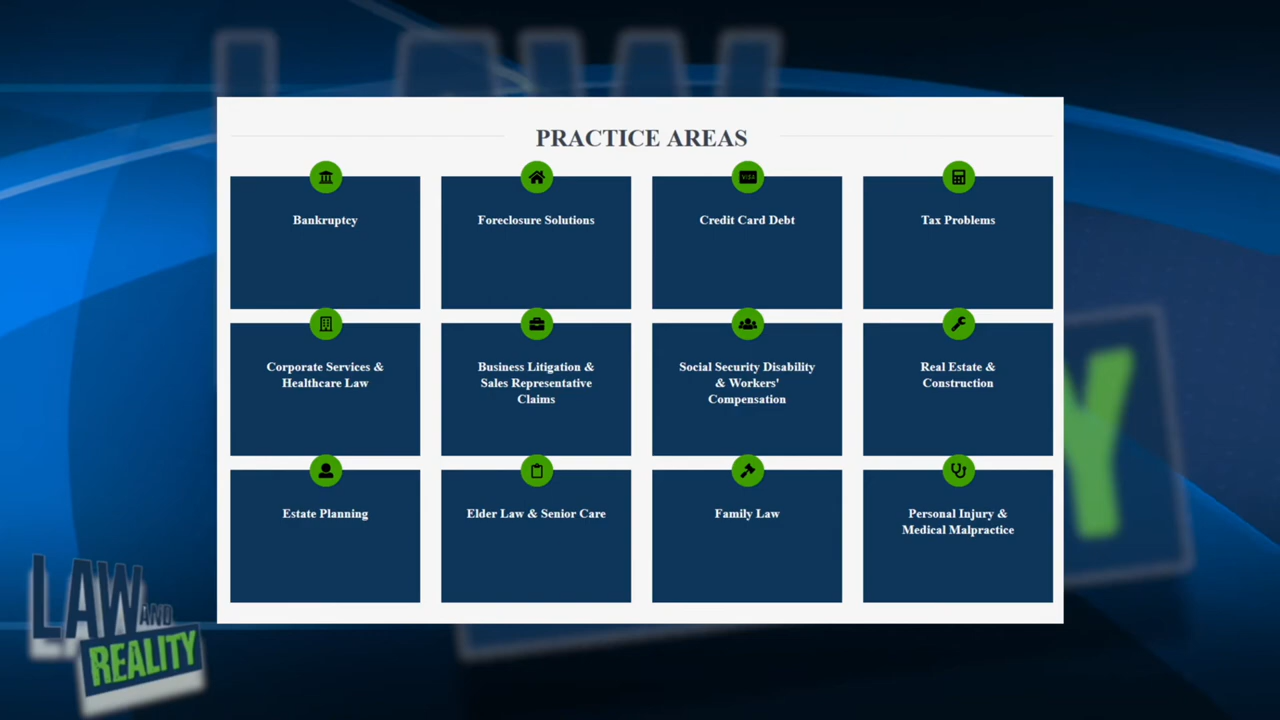 PRACTICE AREAS
Bankruptcy
Foreclosure Solutions
VISA
Credit Card Debt
Tax Problems
Corporate Services &
Healthcare Law
Business Litigation &
Sales Representative
Claims
Social Security Disability
& Workers'
Compensation
Real Estate &
Construction
Estate Planning
Elder Law & Senior Care
Family Law
Personal Injury &
Medical Malpractice
LAW AND
REALITY
LAW
Y